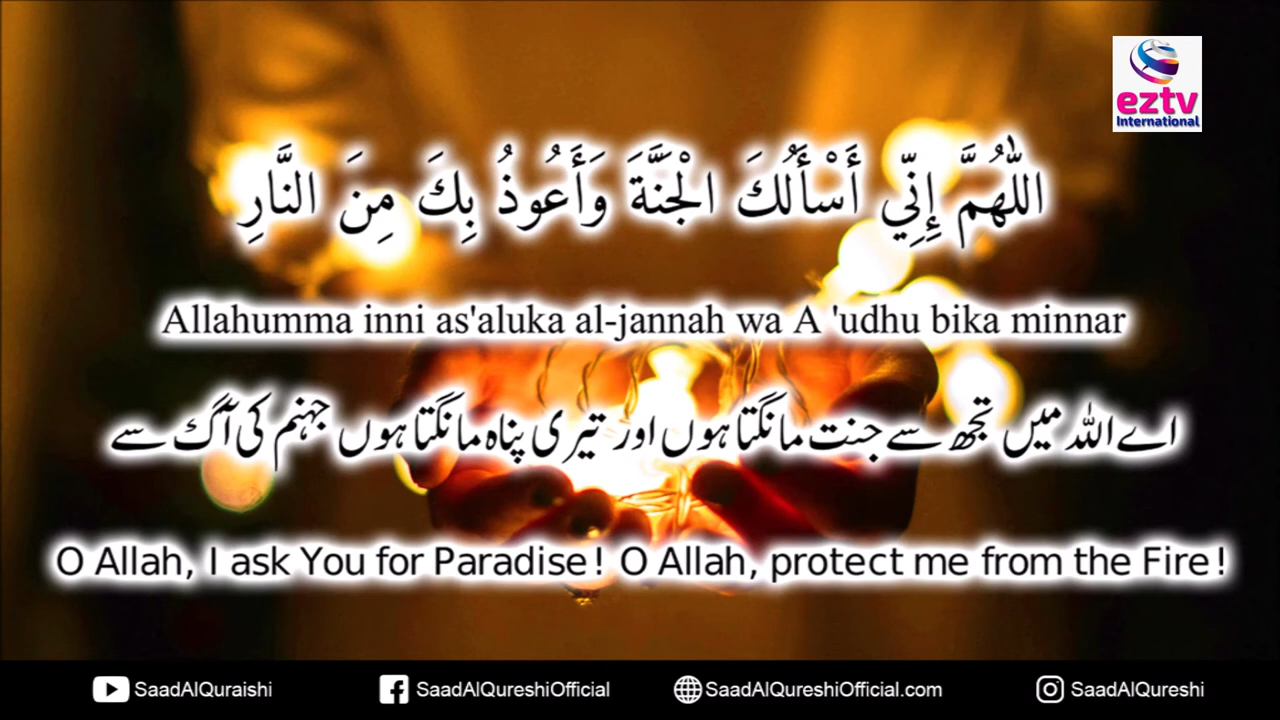 eztv
International
اللّٰهُمَّ إِنِّي أَسْأَلُكَ الْجَنَّةَ وَأَعُوذُ بِكَ مِنَ النَّارِ
Allahumma inni as'aluka al-jannah wa A 'udhu bika minnar
اے اللہ میں تجھ سے جنت مانگتا ہوں اور تیری پناہ مانگتا ہوں جہنم کی آگ سے
O Allah, I ask You for Paradise! O Allah, protect me from the Fire!
SaadAlQuraishi SaadAlQureshiOfficial SaadAlQureshiOfficial.com SaadAlQureshi